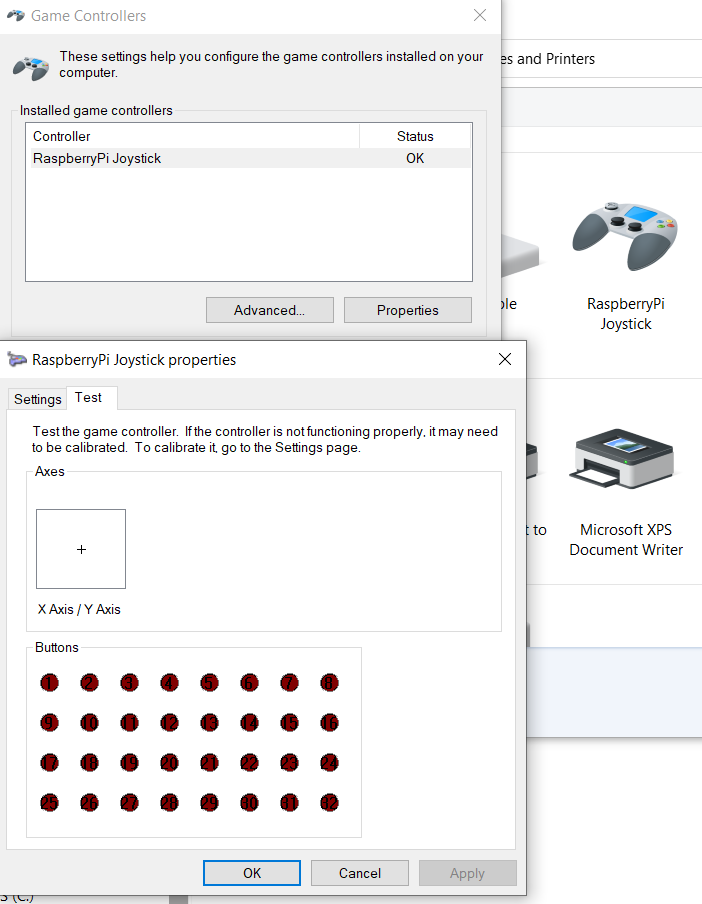 Game Controllers
These settings help you configure the game controllers installed on your
computer.
Installed game controllers
Controller Status
RaspberryPi Joystick OK
Advanced... Properties
es and Printers
ole
RaspberryPi
Joystick
t to
Microsoft XPS
Document Writer
RaspberryPi Joystick properties
Settings Test
Test the game controller. If the controller is not functioning properly, it may need
to be calibrated. To calibrate it, go to the Settings page.
Axes
X Axis / Y Axis
Buttons
1 2 3 4 5 6 7 8
9 10 11 12 13 14 15 16
17 18 19 20 21 22 23 24
25 26 27 28 29 30 31 32
OK Cancel Apply
(C:)